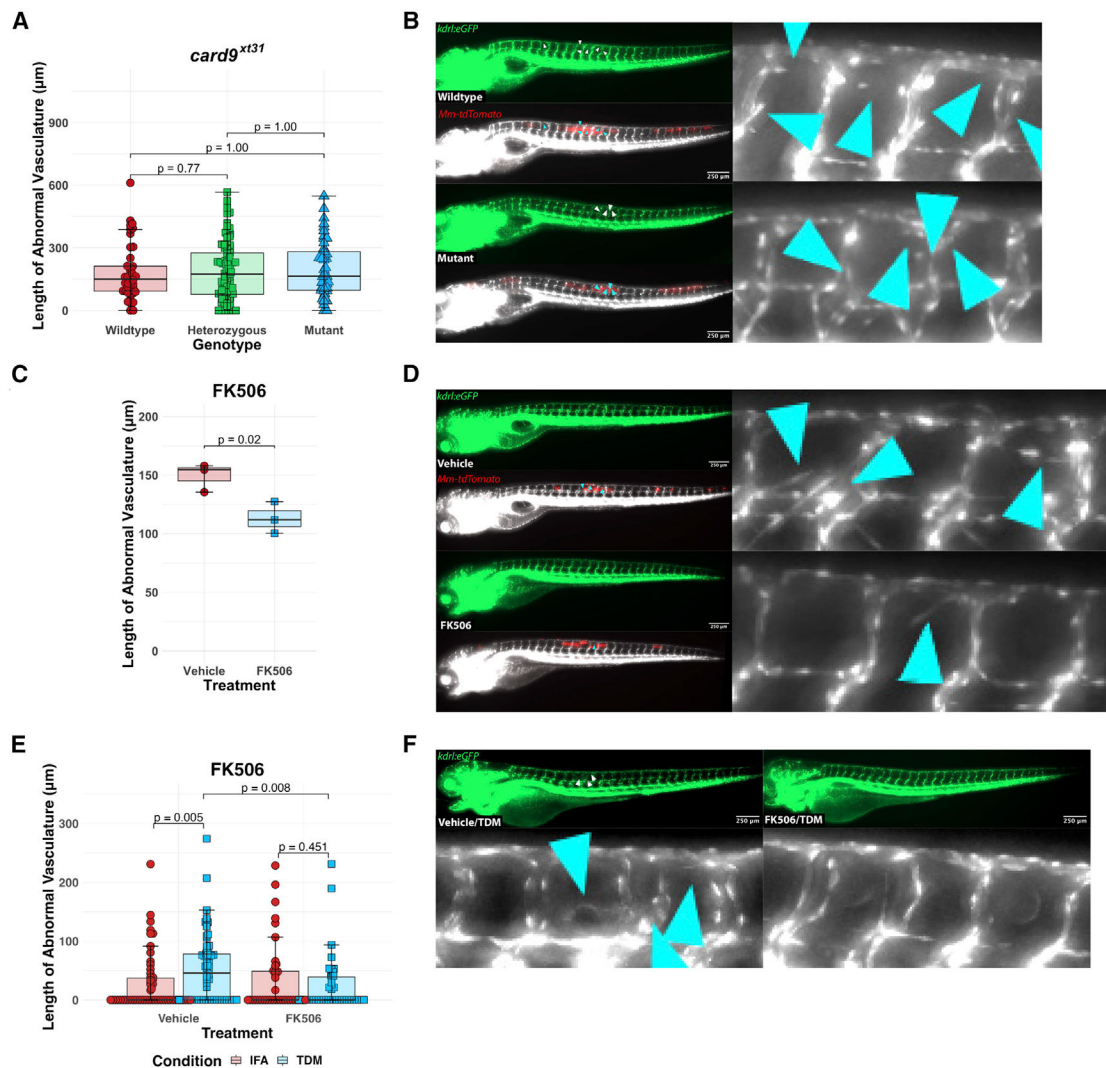 A
card9xt31
Length of Abnormal Vasculature (µm)
900
600
300
0
p = 1.00
p = 1.00
p = 0.77
Wildtype
Heterozygous
Mutant
Genotype
B
kdrl:eGFP
Wildtype
Mm-tdTomato
250 µm
Mutant
250 µm
C
FK506
Length of Abnormal Vasculature (µm)
200
150
100
50
0
p = 0.02
Vehicle
FK506
Treatment
D
kdrl:eGFP
Vehicle
Mm-tdTomato
250 µm
FK506
250 µm
E
FK506
Length of Abnormal Vasculature (µm)
300
200
100
0
p = 0.008
p = 0.005
p = 0.451
Vehicle
FK506
Treatment
Condition IFA TDM
F
kdrl:eGFP
Vehicle/TDM
250 µm
FK506/TDM
250 µm